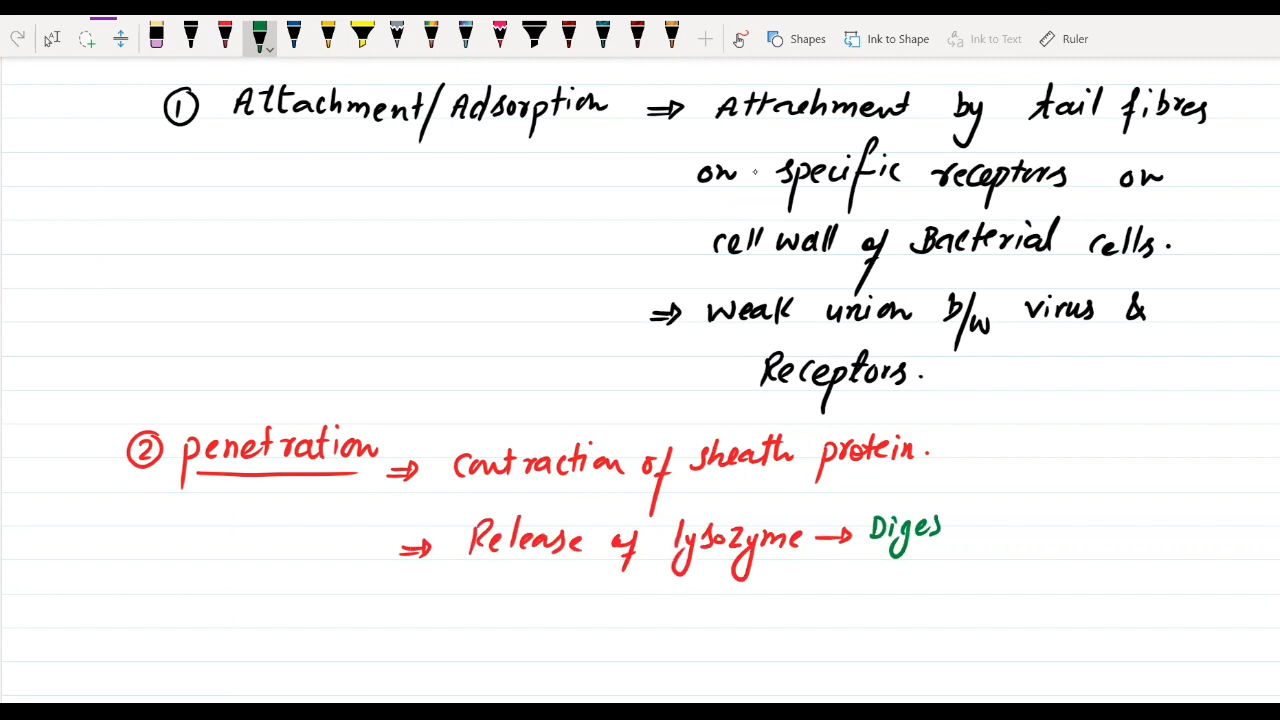 Shapes Ink to Shape Ink to Text Ruler
① Attachment/Adsorption ⇒ Attachment by tail fibres
on specific receptors on
cell wall of Bacterial cells.
⇒ Weak union b/w virus &
Receptors.
② penetration ⇒ contraction of sheath protein.
⇒ Release of lysozyme → Diges